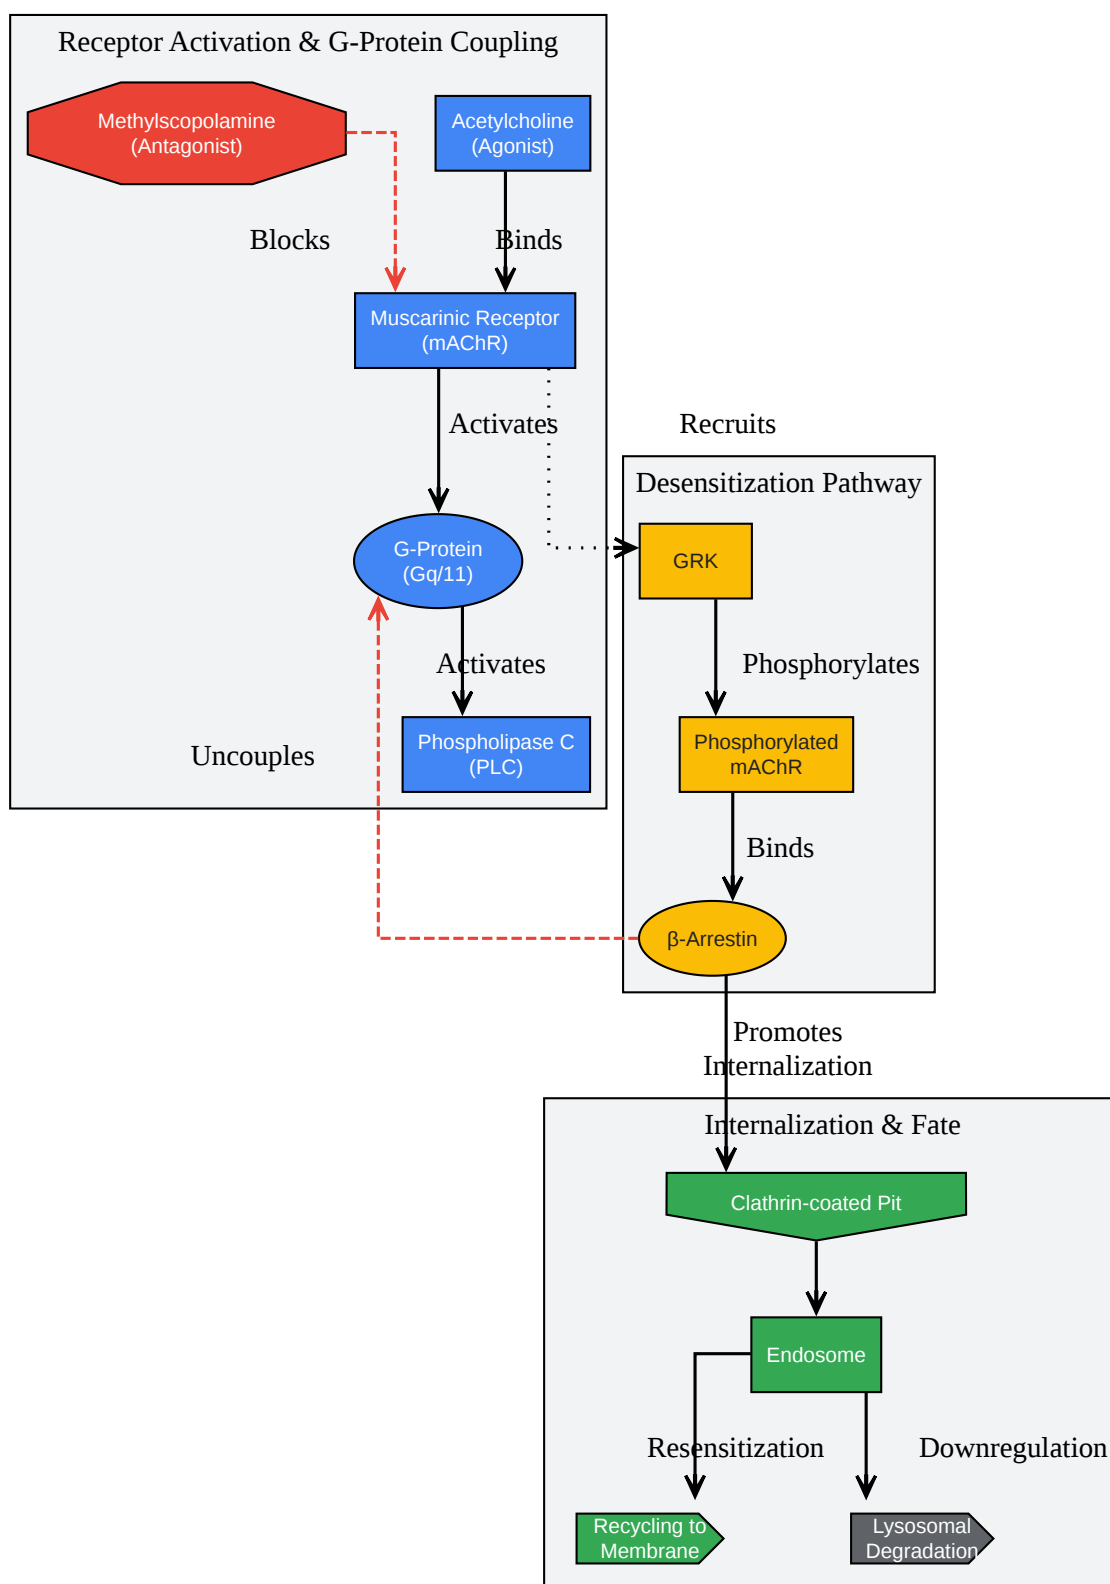 Receptor Activation & G-Protein Coupling
Methylscopolamine
(Antagonist)
Acetylcholine
(Agonist)
Blocks
Binds
Muscarinic Receptor
(mAChR)
Activates
Recruits
Desensitization Pathway
G-Protein
(Gq/11)
GRK
Activates
Phosphorylates
Uncouples
Phospholipase C
(PLC)
Phosphorylated
mAChR
Binds
β-Arrestin
Promotes
Internalization
Internalization & Fate
Clathrin-coated Pit
Endosome
Resensitization
Downregulation
Recycling to
Membrane
Lysosomal
Degradation